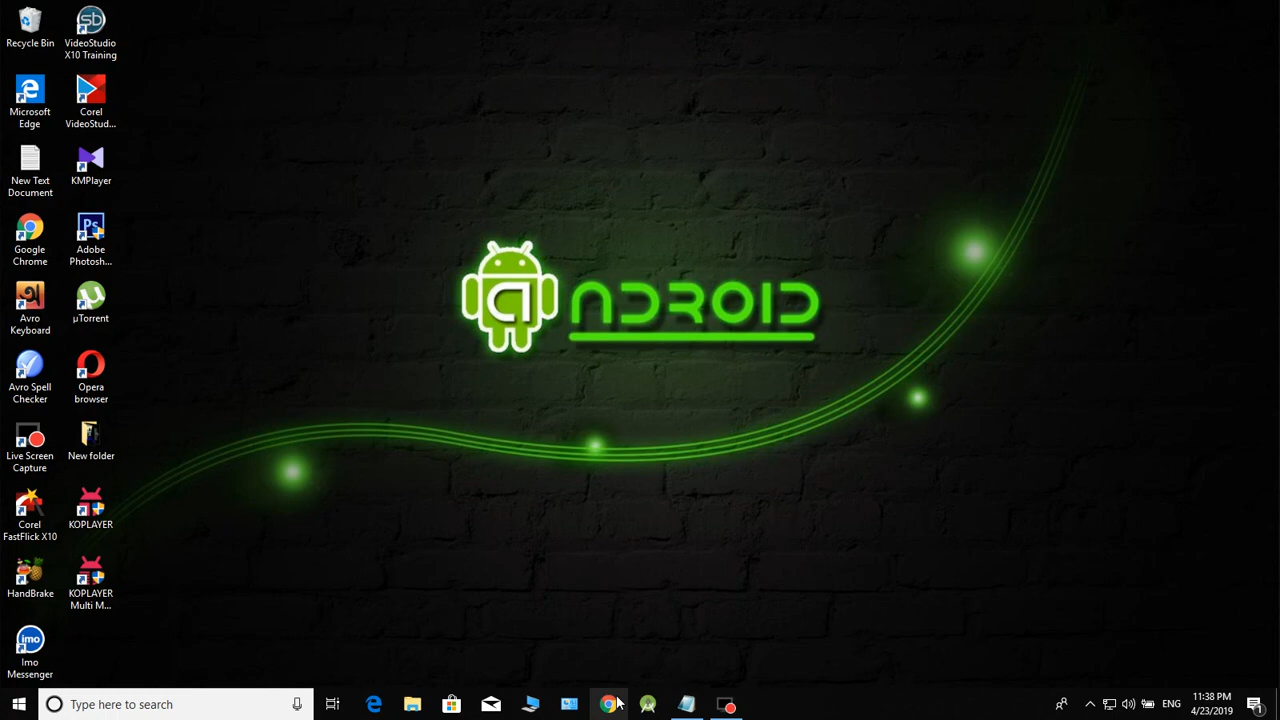 Recycle Bin
VideoStudio
X10 Training
Microsoft
Edge
Corel
VideoStud...
New Text
Document
KMPlayer
Google
Chrome
Adobe
Photosh...
Avro
Keyboard
µTorrent
Avro Spell
Checker
Opera
browser
Live Screen
Capture
New folder
Corel
FastFlick X10
KOPLAYER
HandBrake
KOPLAYER
Multi M...
imo
Imo
Messenger
ANDROID
Type here to search
ENG
11:38 PM
4/23/2019